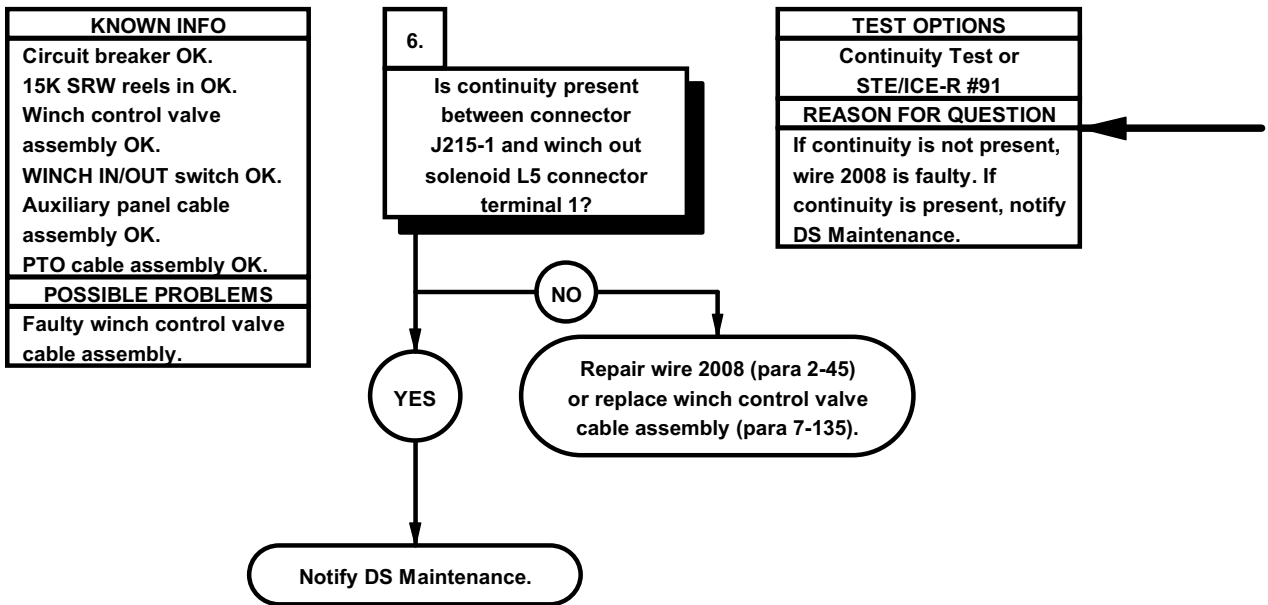 KNOWN INFO
Circuit breaker OK.
15K SRW reels in OK.
Winch control valve
assembly OK.
WINCH IN/OUT switch OK.
Auxiliary panel cable
assembly OK.
PTO cable assembly OK.
POSSIBLE PROBLEMS
Faulty winch control valve
cable assembly.
6.
Is continuity present
between connector
J215-1 and winch out
solenoid L5 connector
terminal 1?
TEST OPTIONS
Continuity Test or
STE/ICE-R #91
REASON FOR QUESTION
If continuity is not present,
wire 2008 is faulty. If
continuity is present, notify
DS Maintenance.
NO
YES
Repair wire 2008 (para 2-45)
or replace winch control valve
cable assembly (para 7-135).
Notify DS Maintenance.